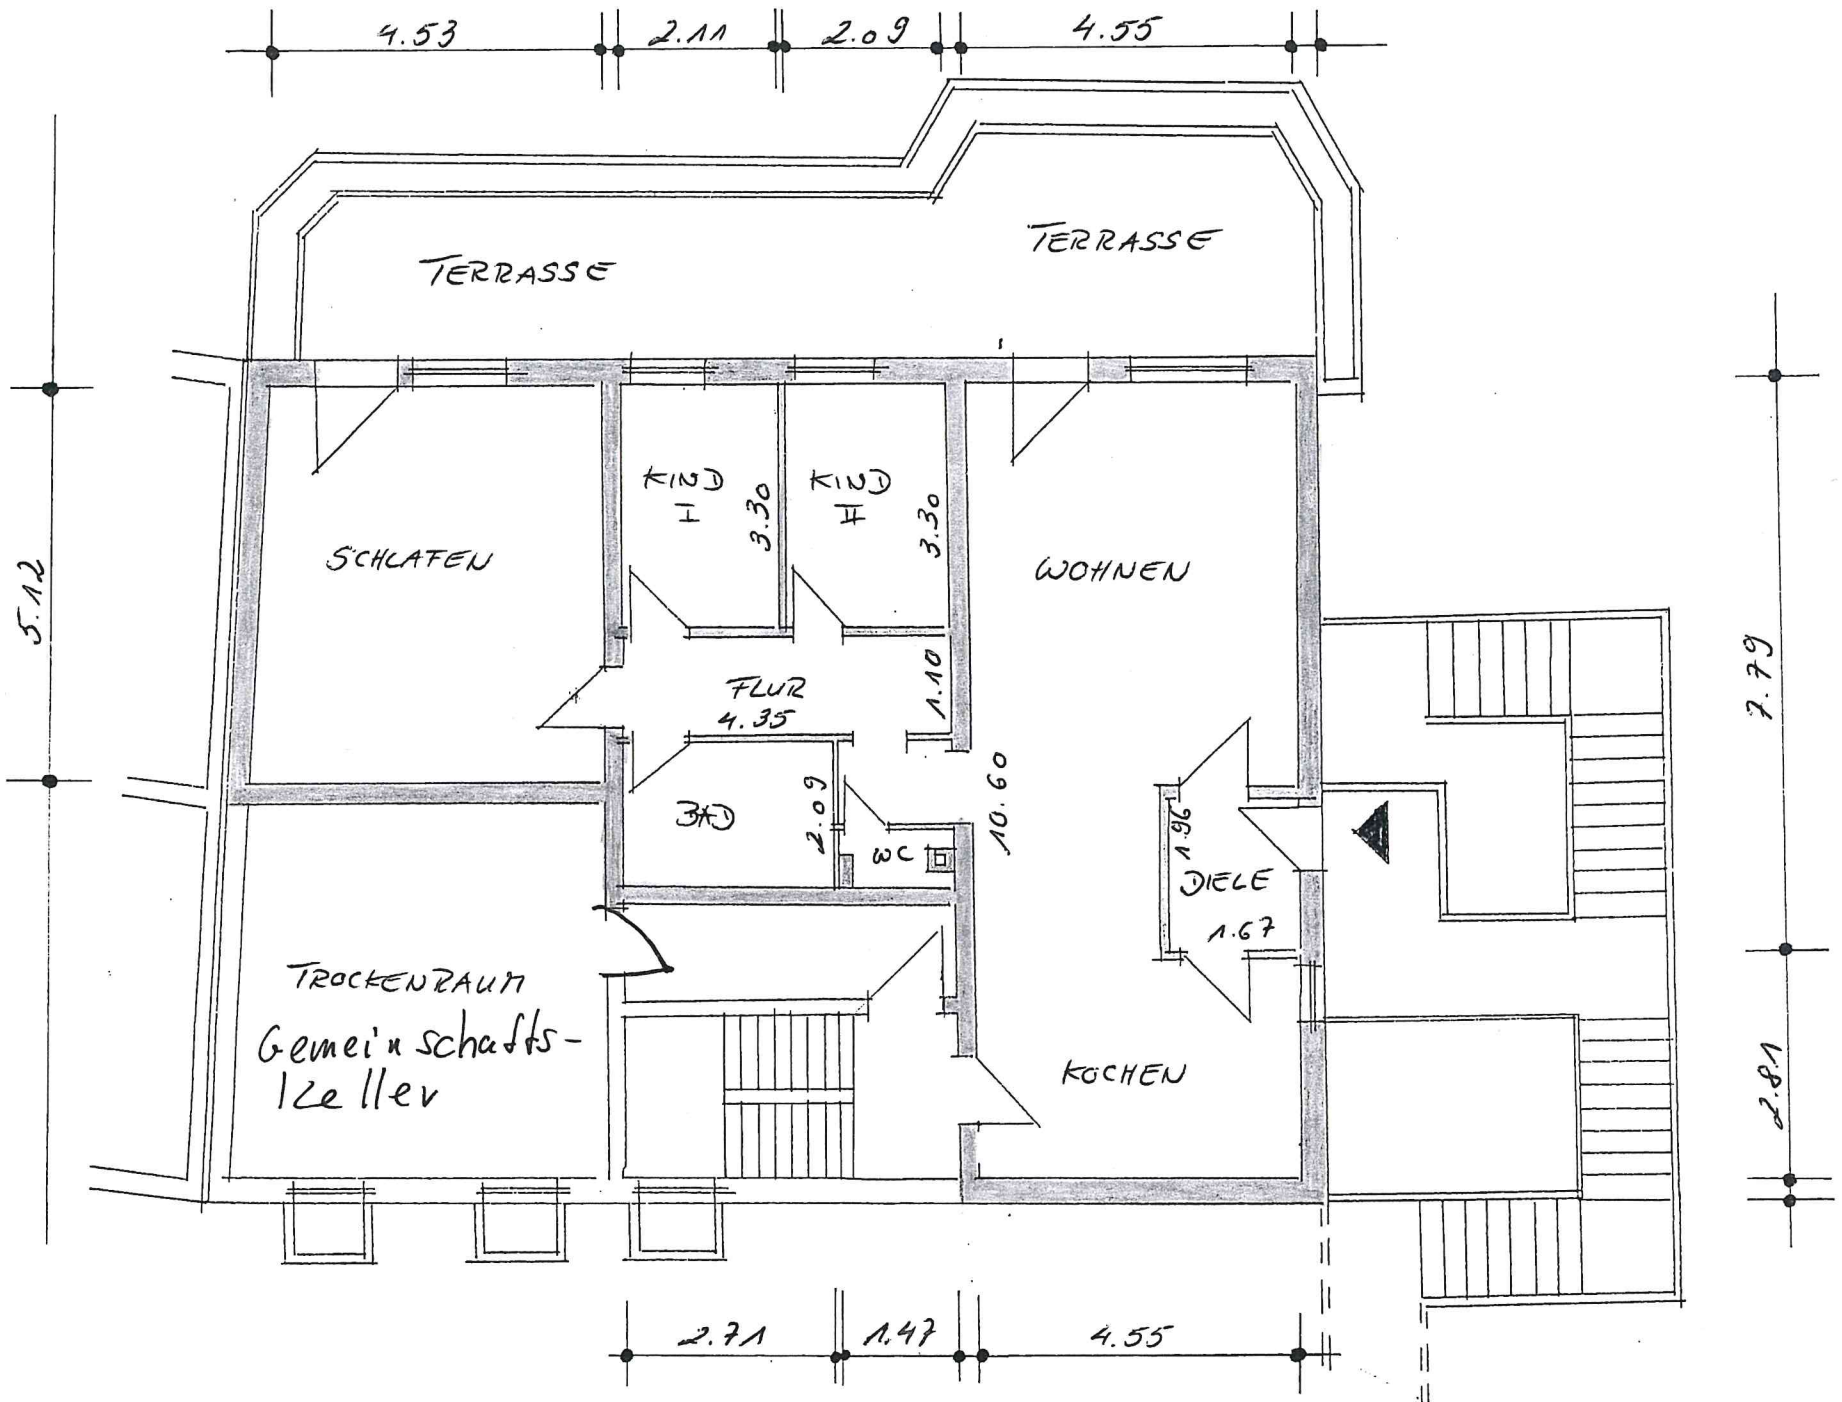 4.53
2.11
2.09
4.55
TERRASSE
TERRASSE
5.12
SCHLAFEN
KIND
I
3.30
KIND
II
3.30
WOHNEN
7.79
FLUR
4.35
1.10
BAD
2.09
WC
10.60
1.96
DIELE
1.67
TROCKENRAUM
Gemeinschafts-
Keller
KOCHEN
2.81
2.71
1.47
4.55